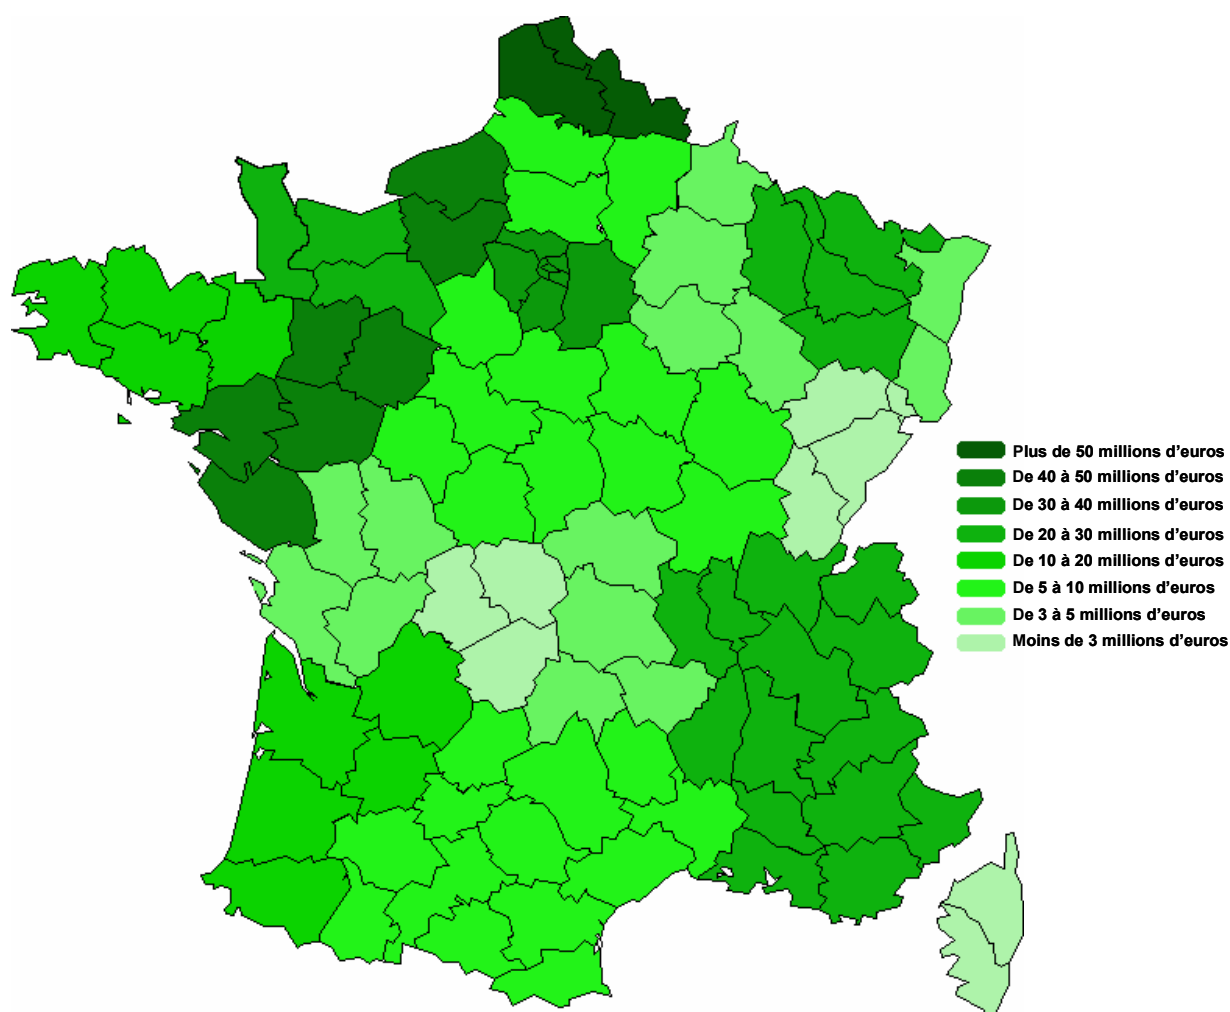 Plus de 50 millions d’euros
De 40 à 50 millions d’euros
De 30 à 40 millions d’euros
De 20 à 30 millions d’euros
De 10 à 20 millions d’euros
De 5 à 10 millions d’euros
De 3 à 5 millions d’euros
Moins de 3 millions d’euros